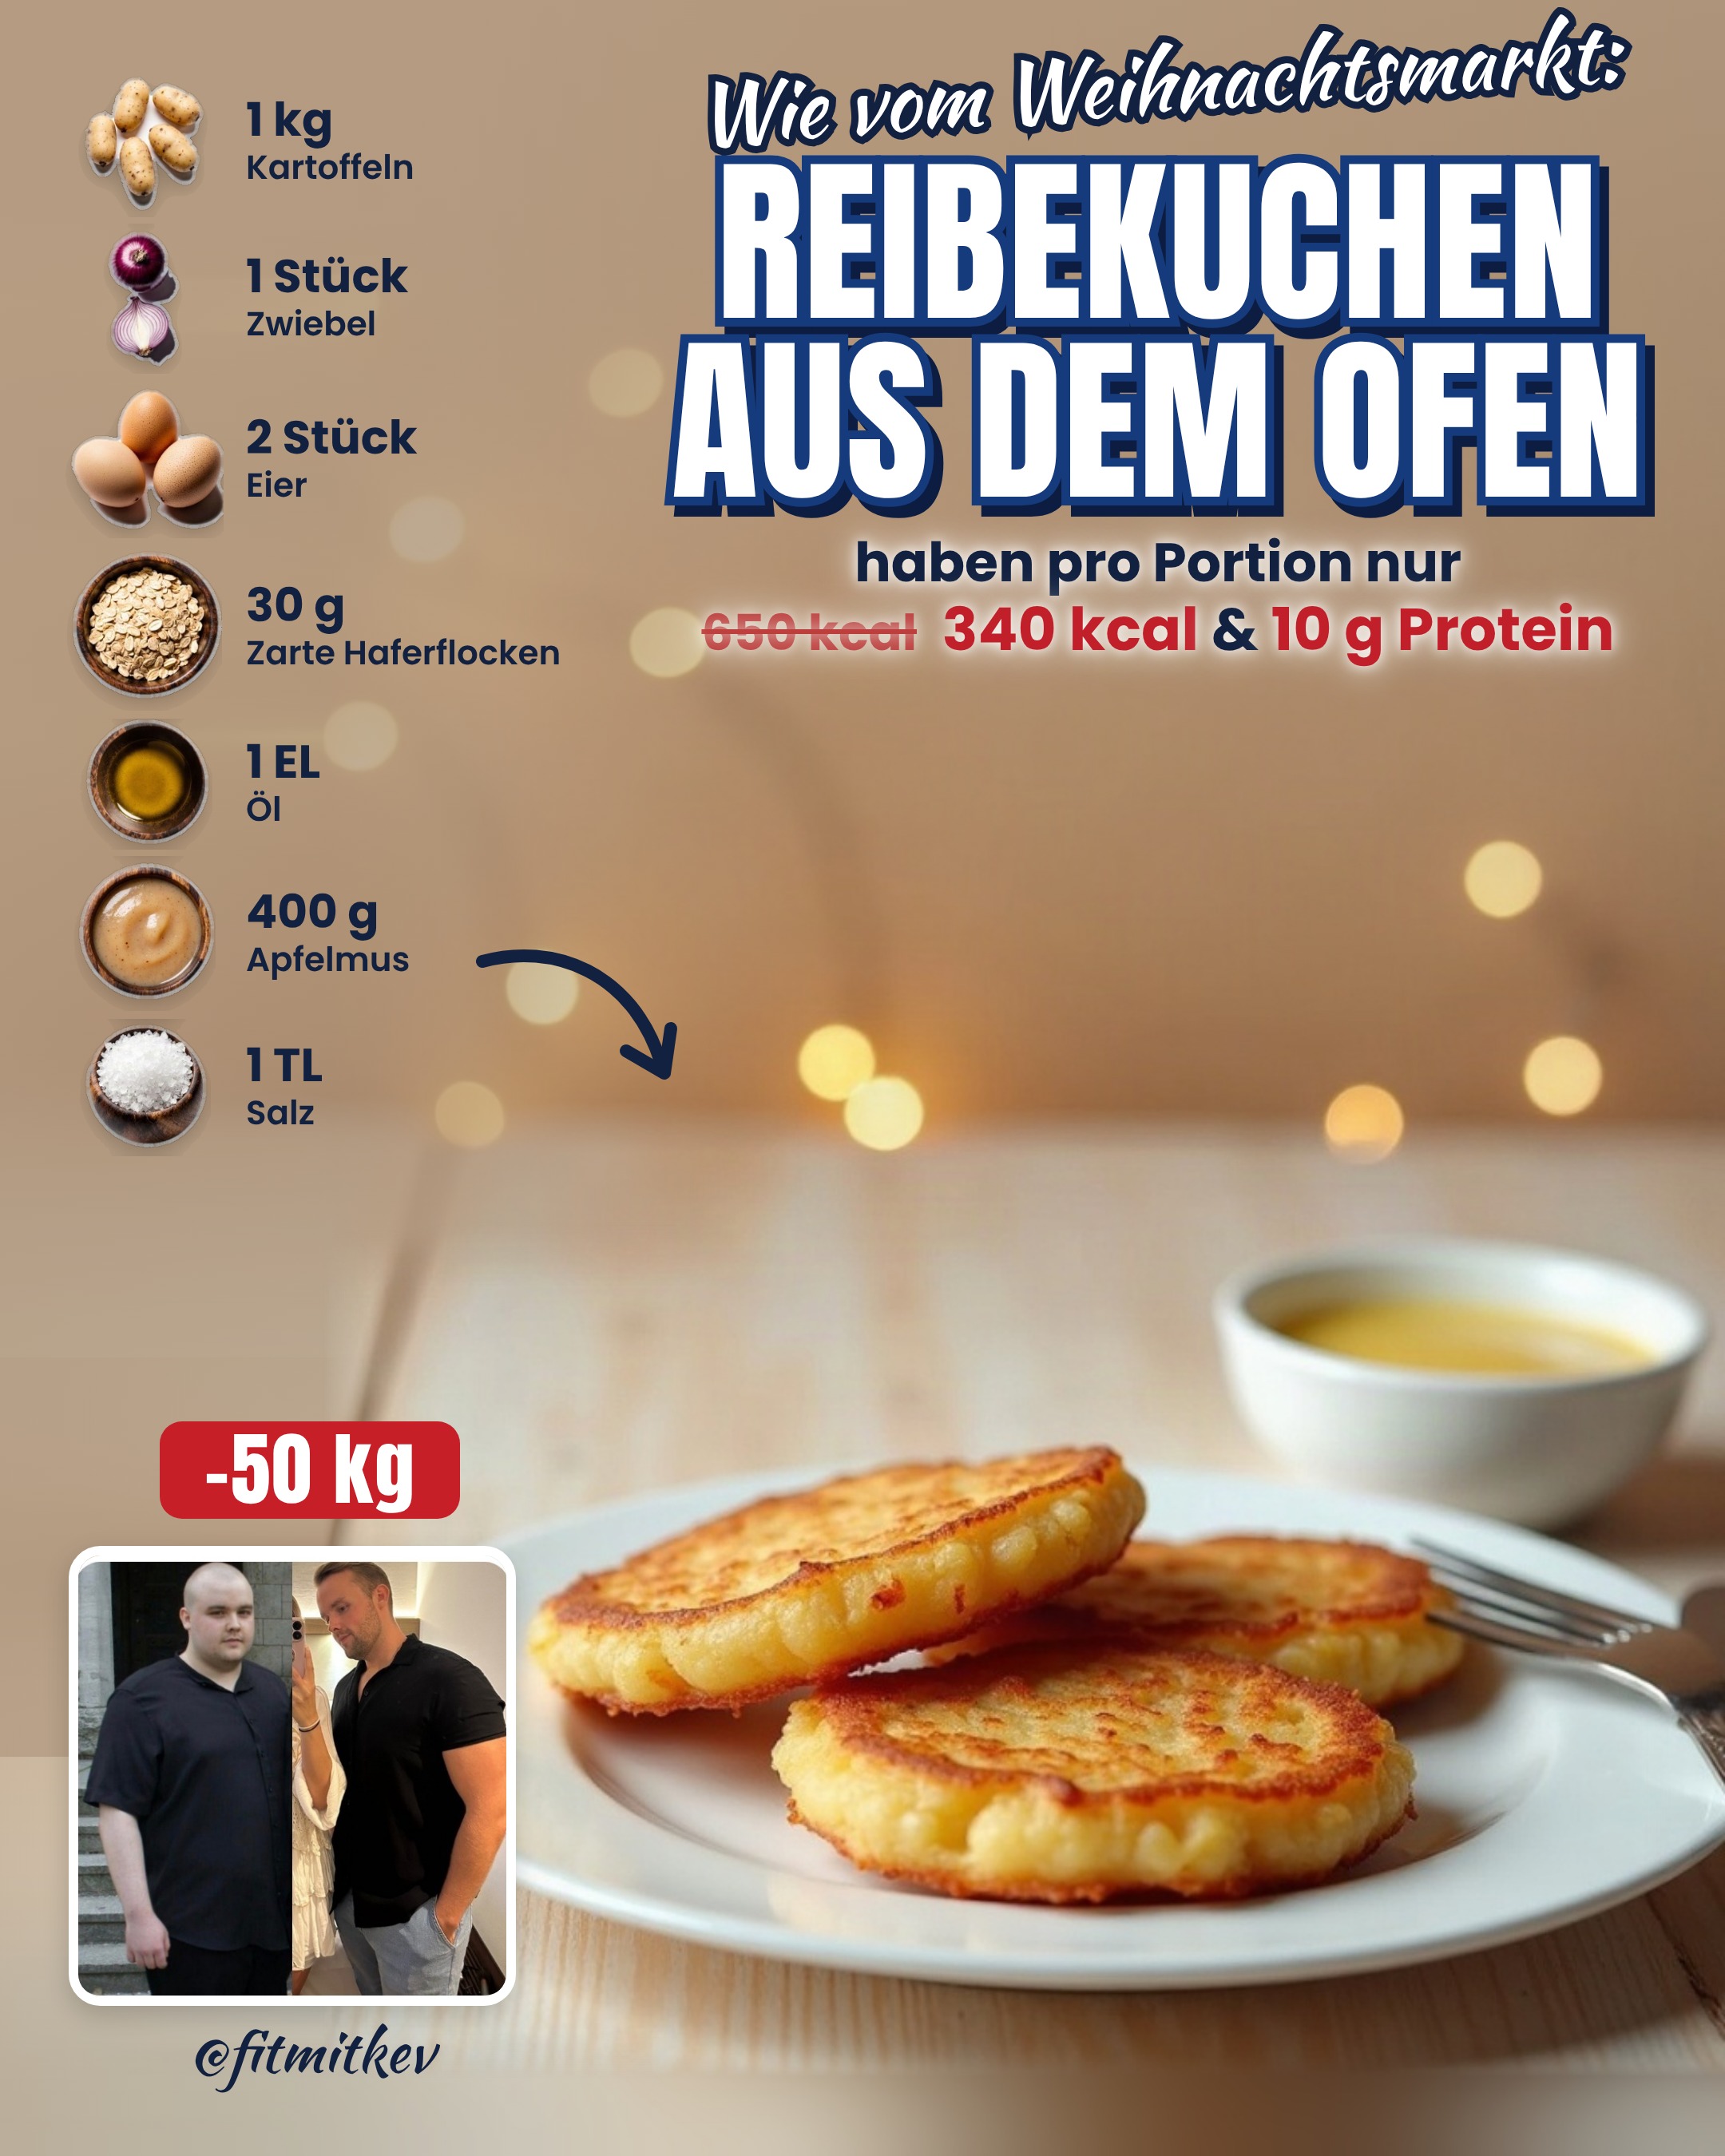 Wie vom Weihnachtsmarkt:
REIBEKUCHEN
AUS DEM OFEN
haben pro Portion nur
650 kcal 340 kcal & 10 g Protein
1 kg
Kartoffeln
1 Stück
Zwiebel
2 Stück
Eier
30 g
Zarte Haferflocken
1 EL
Öl
400 g
Apfelmus
1 TL
Salz
-50 kg
@fitmitkev